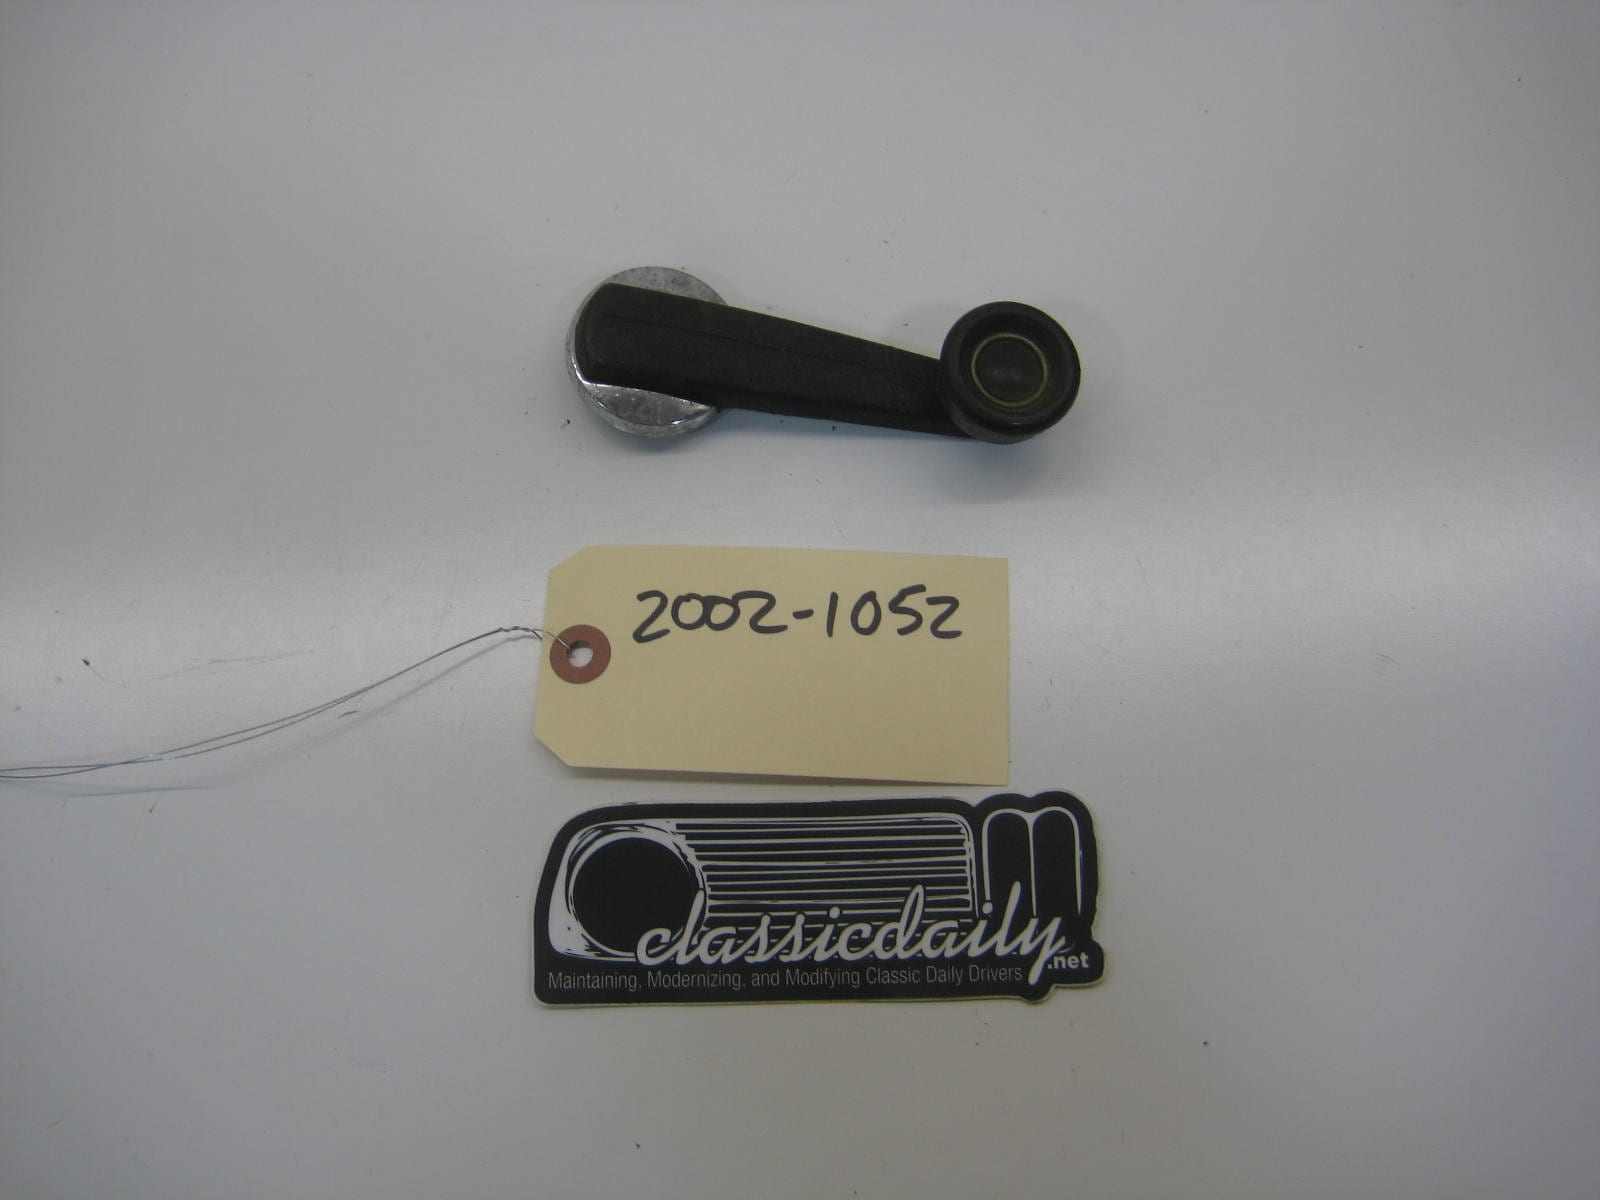 2002-1052
classicdaily
.net
Maintaining, Modernizing, and Modifying Classic Daily Drivers